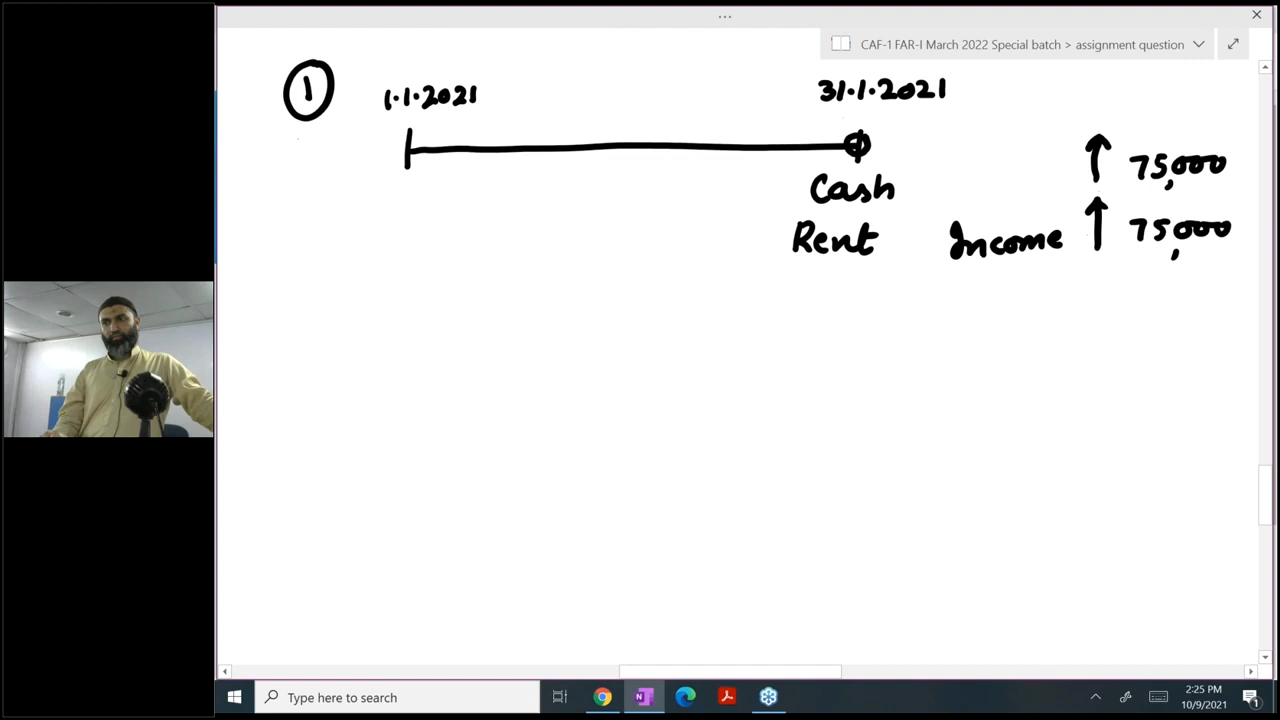 CAF-1 FAR-I March 2022 Special batch > assignment question
1
1.1.2021
31.1.2021
Cash ↑ 75,000
Rent Income ↑ 75,000
Type here to search
2:25 PM
10/9/2021
1